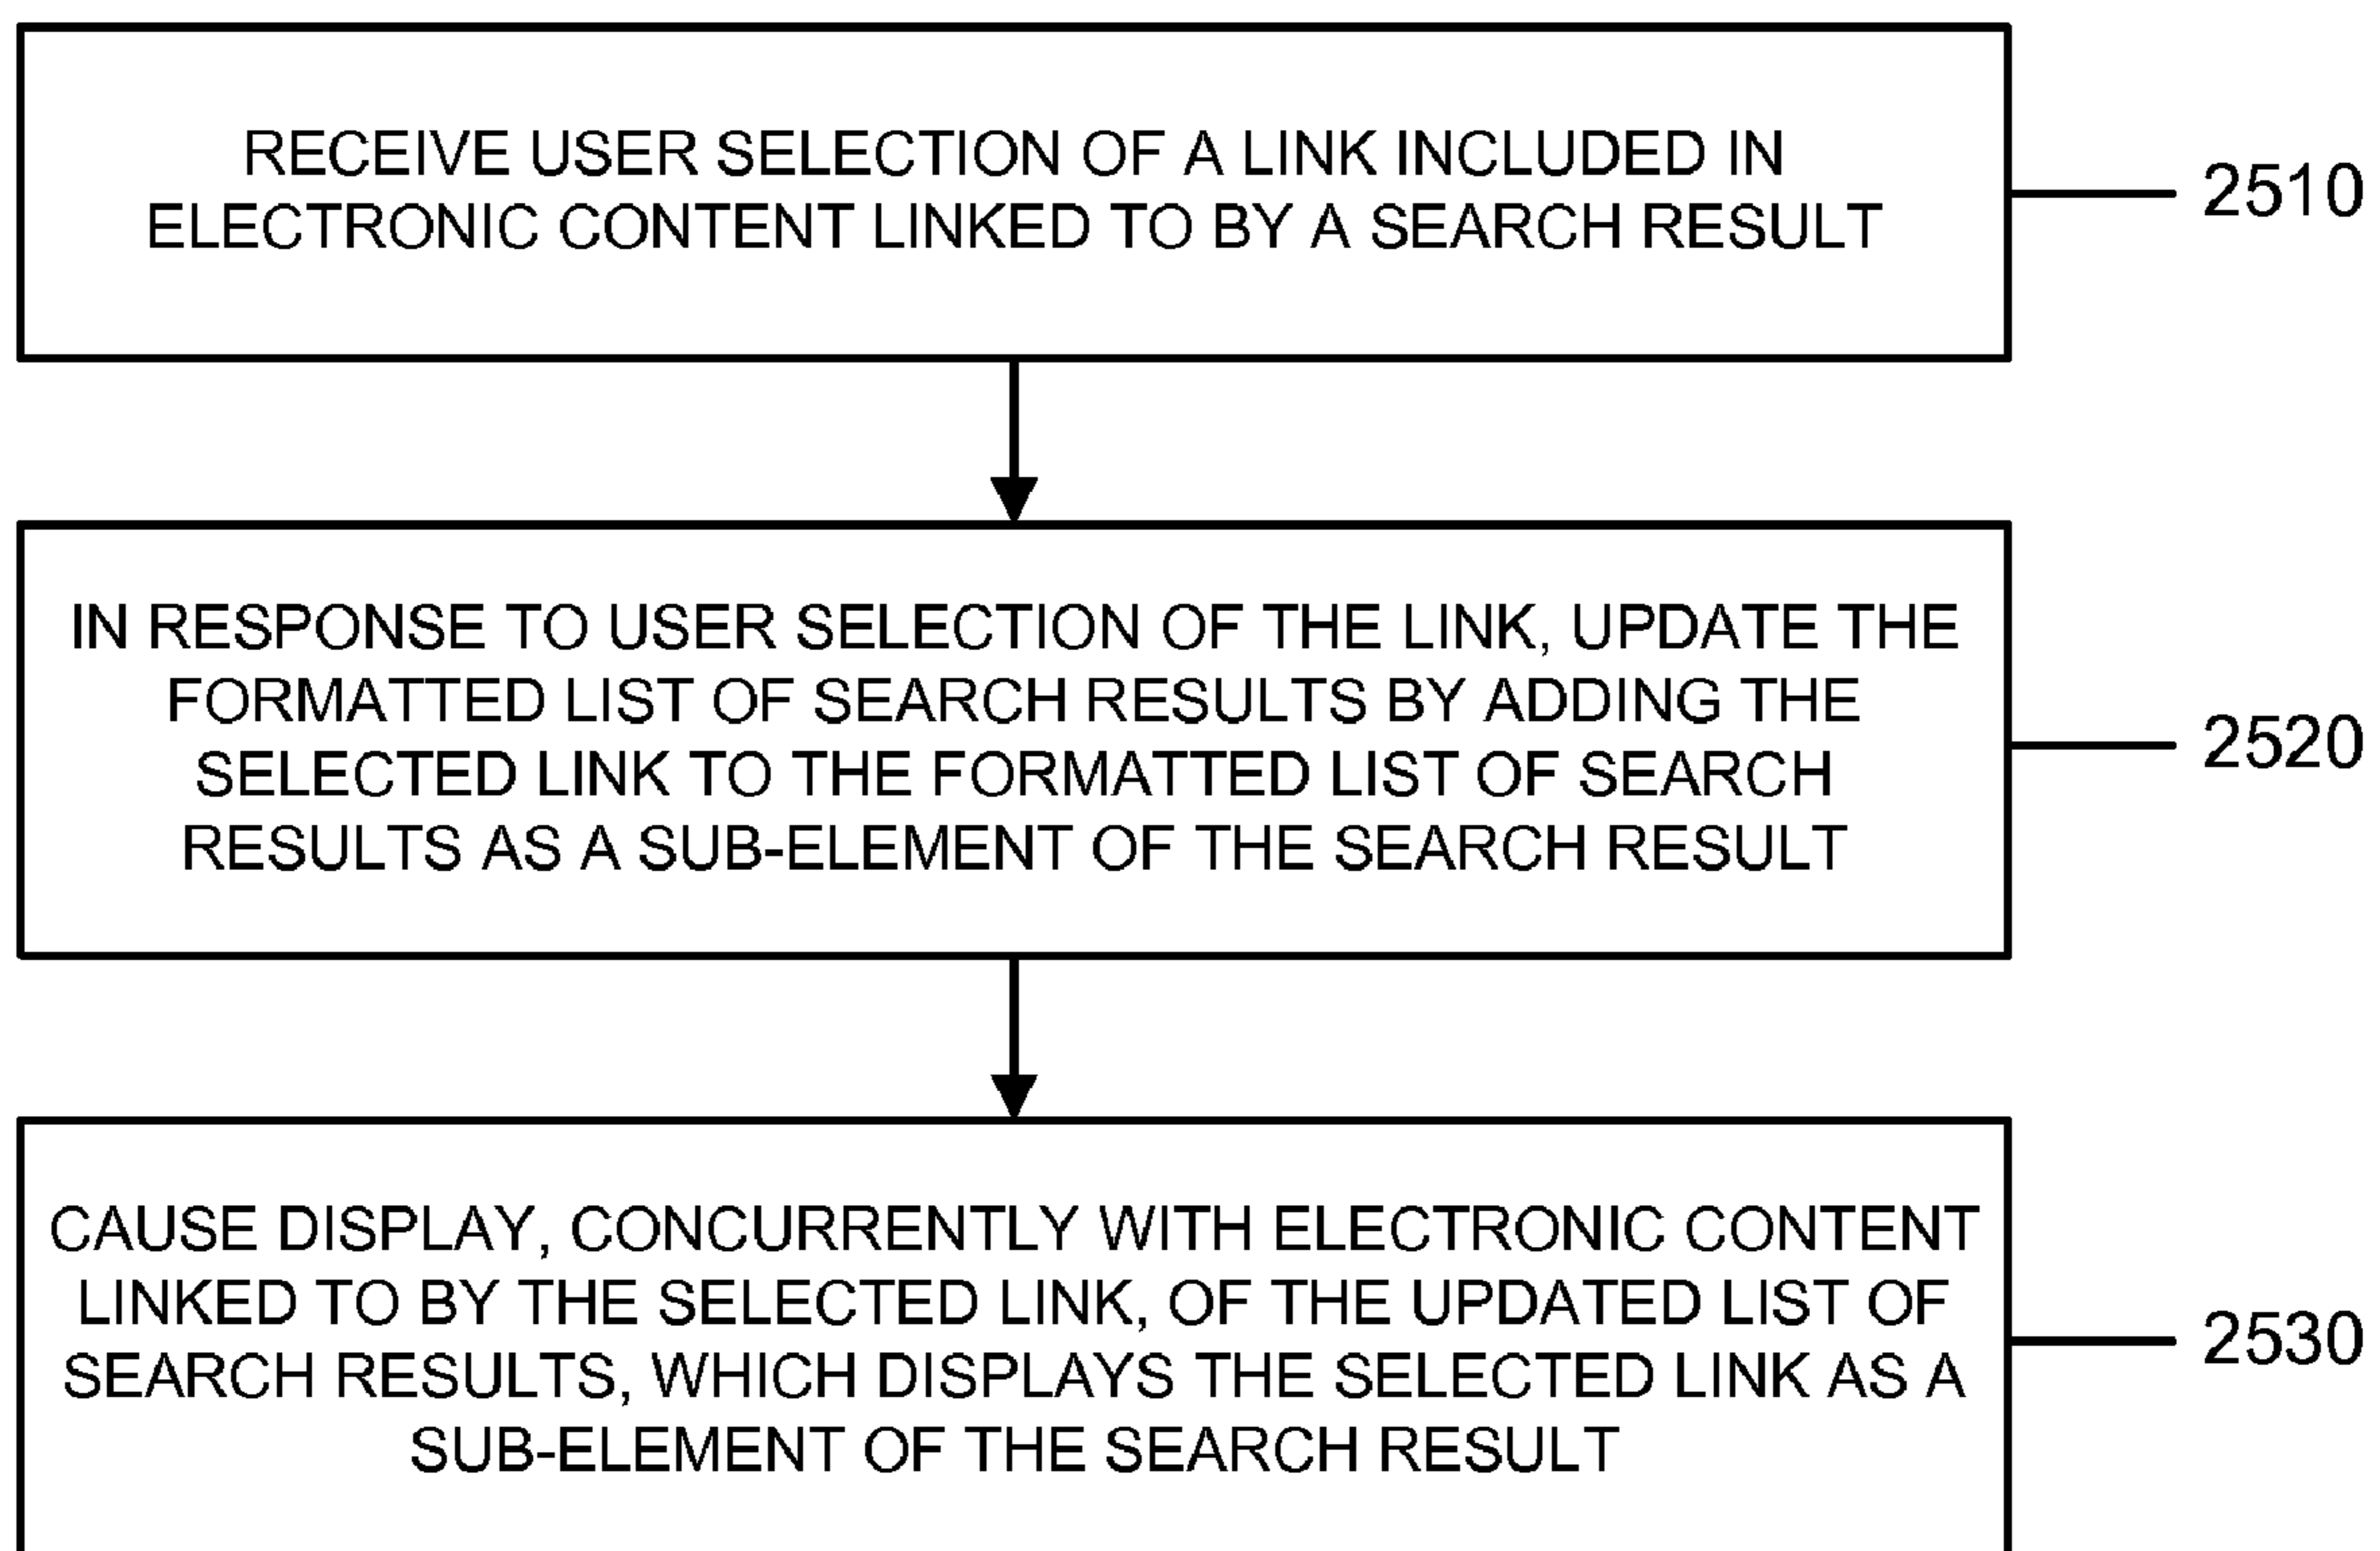 RECEIVE USER SELECTION OF A LINK INCLUDED IN
ELECTRONIC CONTENT LINKED TO BY A SEARCH RESULT
2510
IN RESPONSE TO USER SELECTION OF THE LINK, UPDATE THE
FORMATTED LIST OF SEARCH RESULTS BY ADDING THE
SELECTED LINK TO THE FORMATTED LIST OF SEARCH
RESULTS AS A SUB-ELEMENT OF THE SEARCH RESULT
2520
CAUSE DISPLAY, CONCURRENTLY WITH ELECTRONIC CONTENT
LINKED TO BY THE SELECTED LINK, OF THE UPDATED LIST OF
SEARCH RESULTS, WHICH DISPLAYS THE SELECTED LINK AS A
SUB-ELEMENT OF THE SEARCH RESULT
2530